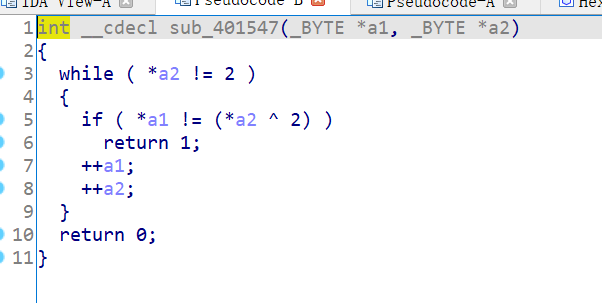 IDA View-A Pseudocode-B Pseudocode-A
1 int __cdecl sub_401547(_BYTE *a1, _BYTE *a2)
2 {
3 while ( *a2 != 2 )
4 {
5 if ( *a1 != (*a2 ^ 2) )
6 return 1;
7 ++a1;
8 ++a2;
9 }
10 return 0;
11 }